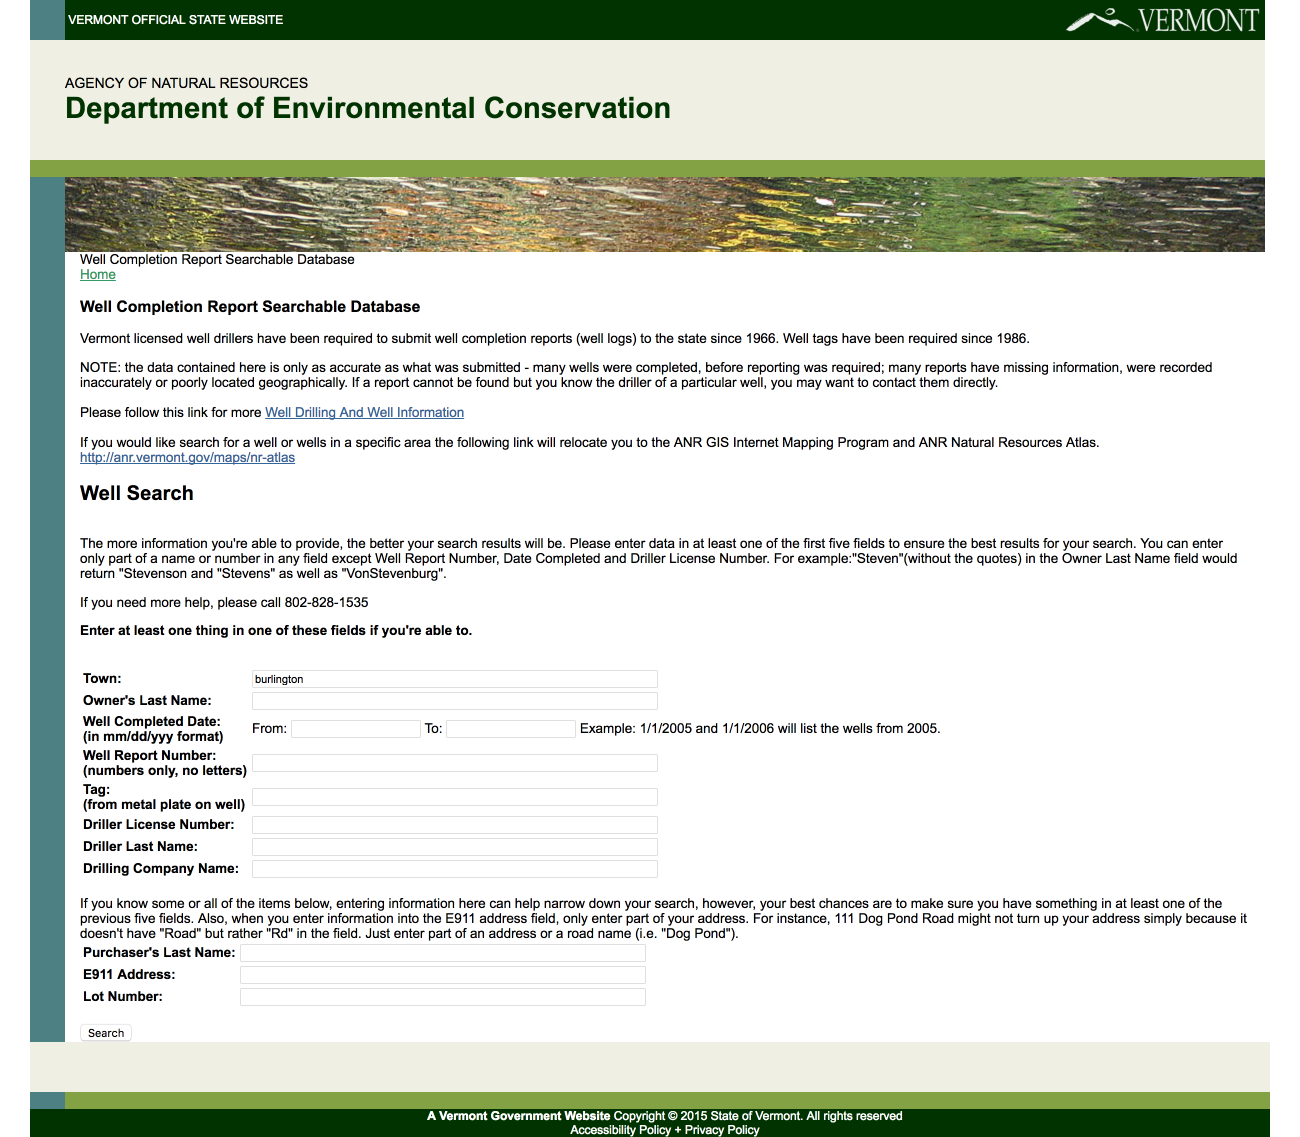 VERMONT OFFICIAL STATE WEBSITE
VERMONT
AGENCY OF NATURAL RESOURCES
Department of Environmental Conservation
Well Completion Report Searchable Database
Home
Well Completion Report Searchable Database
Vermont licensed well drillers have been required to submit well completion reports (well logs) to the state since 1966. Well tags have been required since 1986.
NOTE: the data contained here is only as accurate as what was submitted - many wells were completed, before reporting was required; many reports have missing information, were recorded
inaccurately or poorly located geographically. If a report cannot be found but you know the driller of a particular well, you may want to contact them directly.
Please follow this link for more Well Drilling And Well Information
If you would like search for a well or wells in a specific area the following link will relocate you to the ANR GIS Internet Mapping Program and ANR Natural Resources Atlas.
http://anr.vermont.gov/maps/nr-atlas
Well Search
The more information you're able to provide, the better your search results will be. Please enter data in at least one of the first five fields to ensure the best results for your search. You can enter
only part of a name or number in any field except Well Report Number, Date Completed and Driller License Number. For example:"Steven"(without the quotes) in the Owner Last Name field would
return "Stevenson and "Stevens" as well as "VonStevenburg".
If you need more help, please call 802-828-1535
Enter at least one thing in one of these fields if you're able to.
Town: burlington
Owner's Last Name:
Well Completed Date:
(in mm/dd/yyy format) From: To: Example: 1/1/2005 and 1/1/2006 will list the wells from 2005.
Well Report Number:
(numbers only, no letters)
Tag:
(from metal plate on well)
Driller License Number:
Driller Last Name:
Drilling Company Name:
If you know some or all of the items below, entering information here can help narrow down your search, however, your best chances are to make sure you have something in at least one of the
previous five fields. Also, when you enter information into the E911 address field, only enter part of your address. For instance, 111 Dog Pond Road might not turn up your address simply because it
doesn't have "Road" but rather "Rd" in the field. Just enter part of an address or a road name (i.e. "Dog Pond").
Purchaser's Last Name:
E911 Address:
Lot Number:
Search
A Vermont Government Website Copyright © 2015 State of Vermont. All rights reserved
Accessibility Policy + Privacy Policy